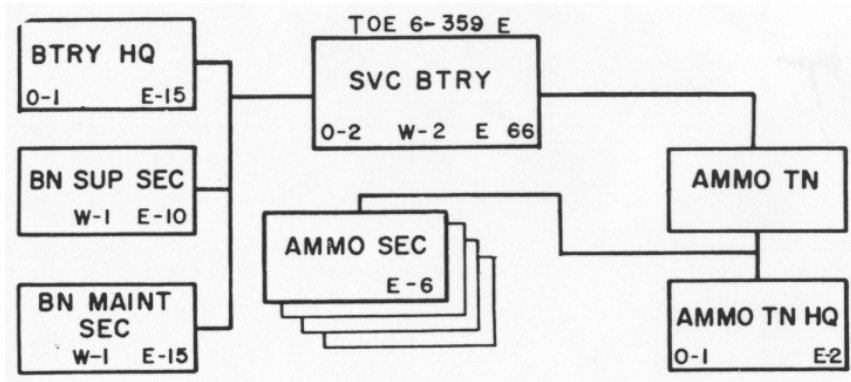 TOE 6-359 E
BTRY HQ
O-1 E-15
SVC BTRY
O-2 W-2 E 66
BN SUP SEC
W-1 E-10
AMMO TN
AMMO SEC
E-6
BN MAINT
SEC
W-1 E-15
AMMO TN HQ
O-1 E-2